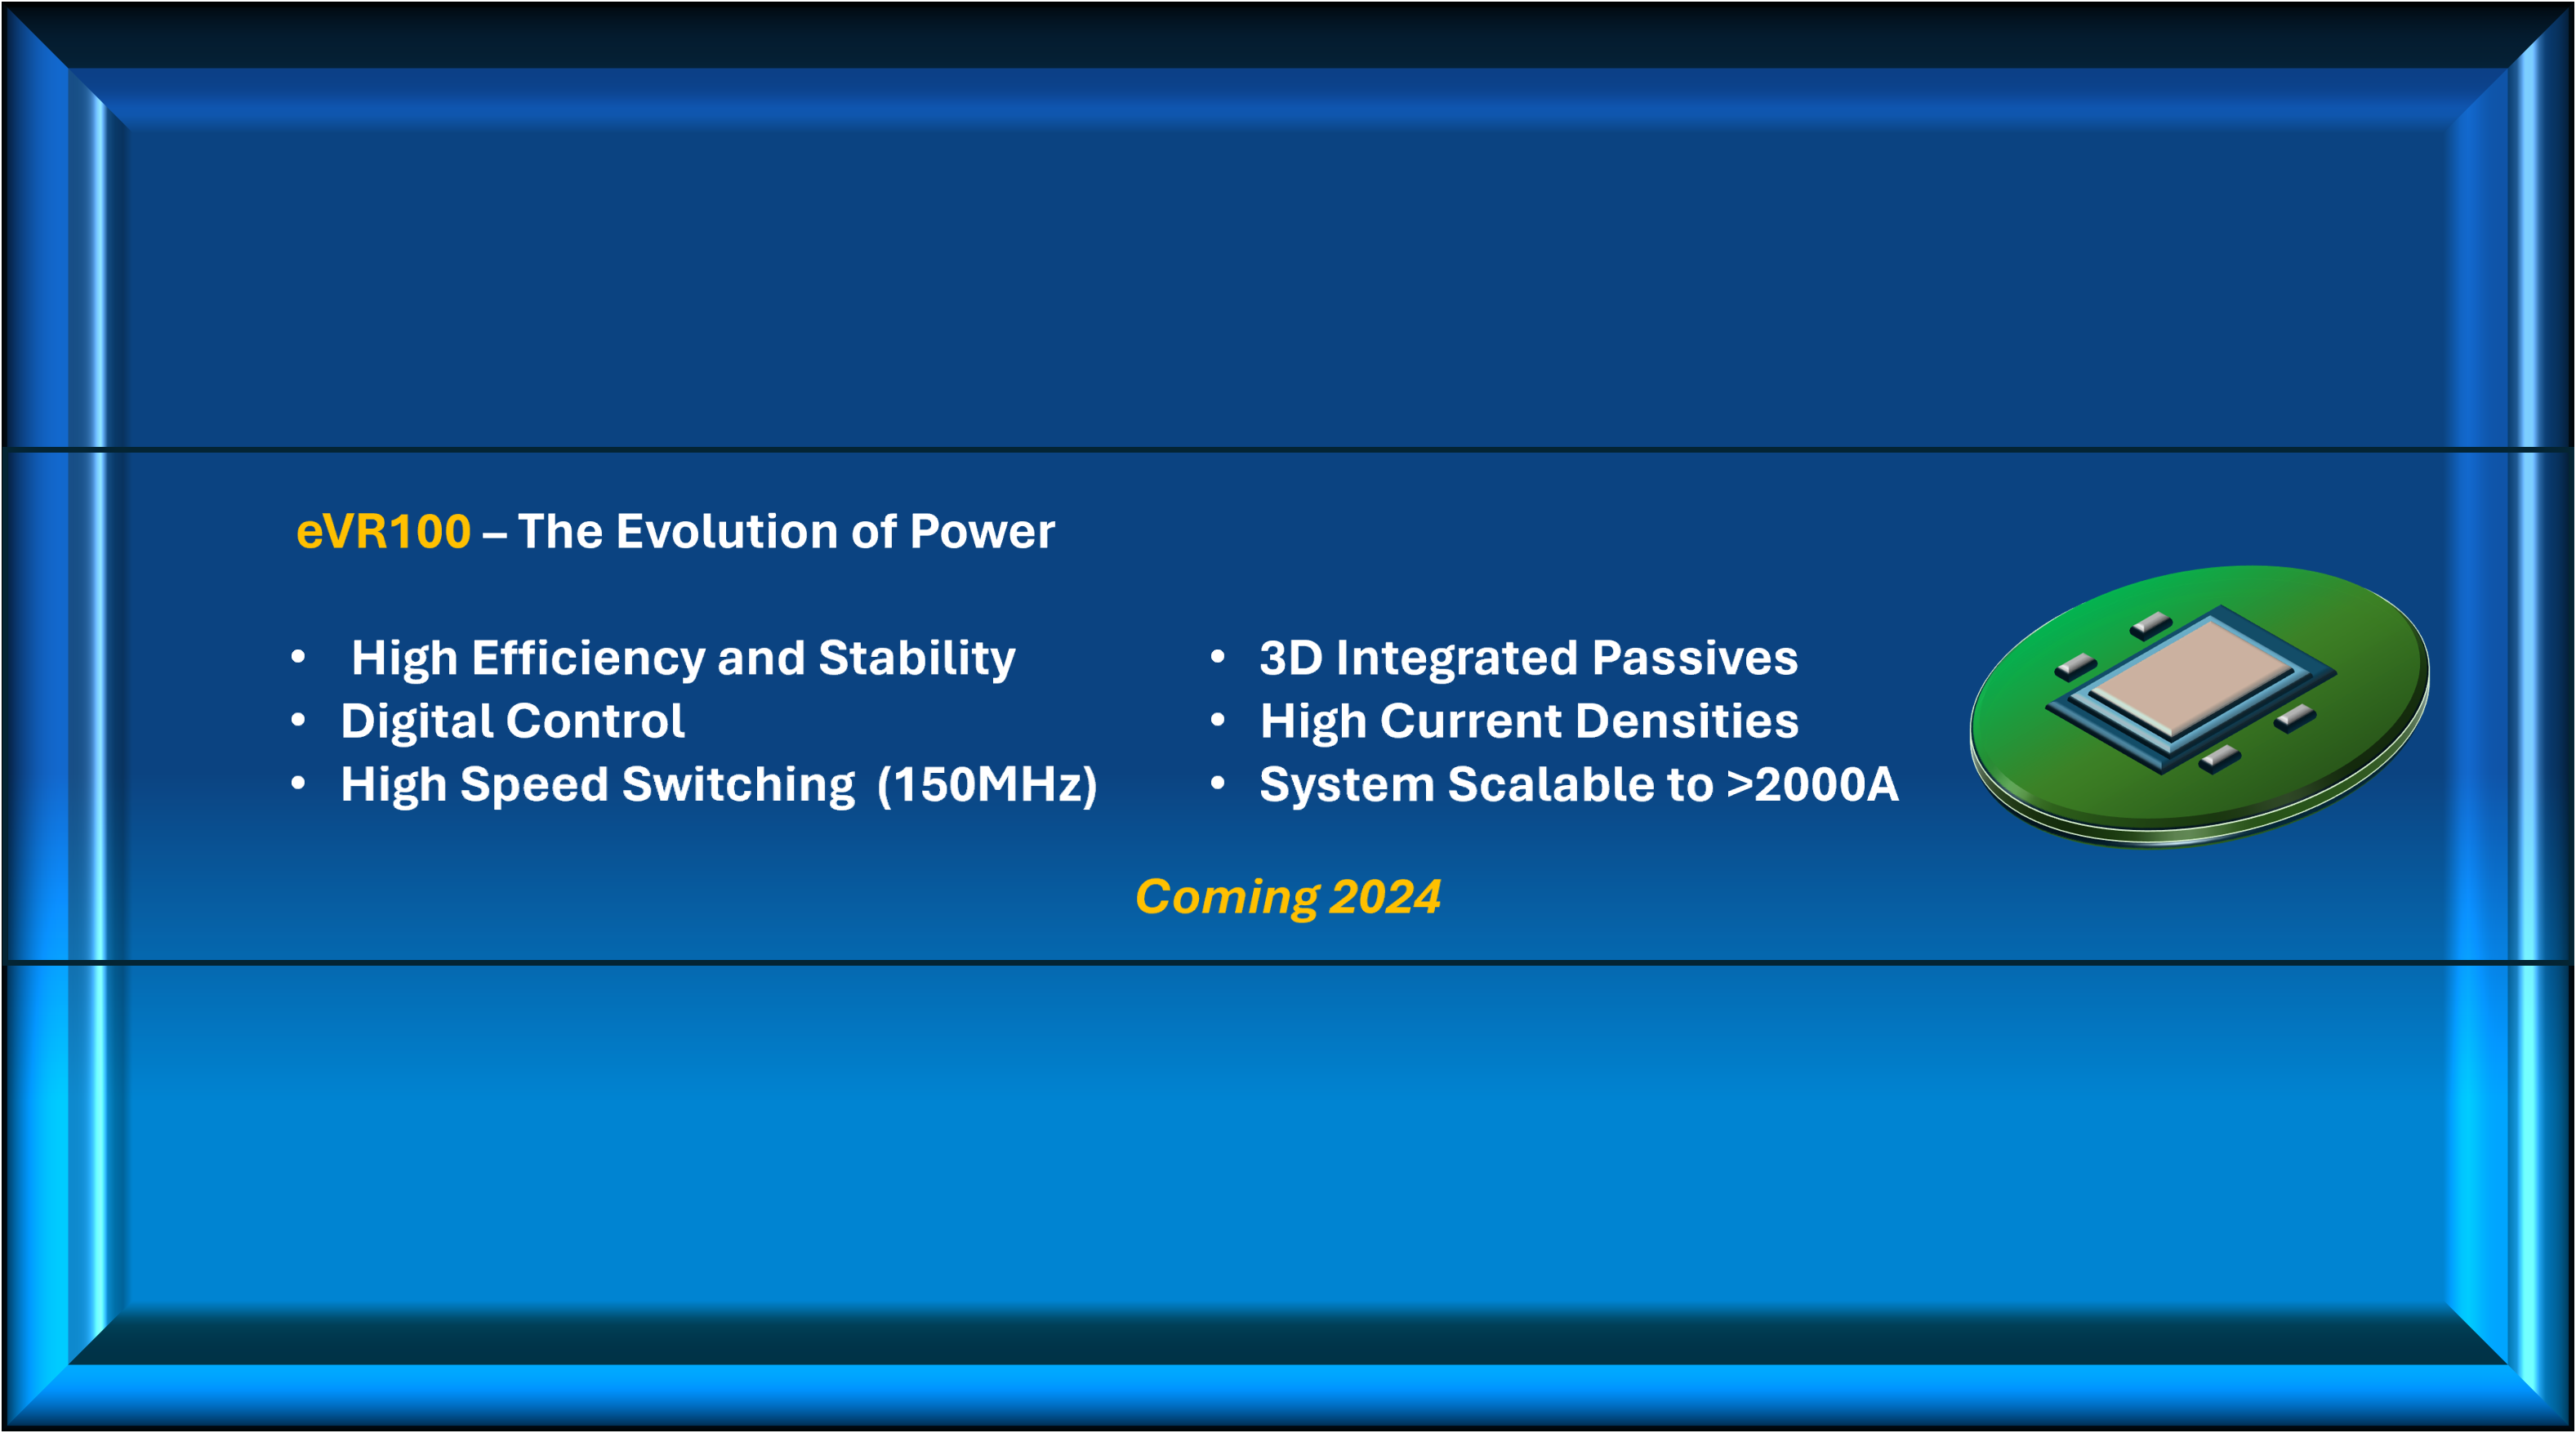 eVR100 – The Evolution of Power
• High Efficiency and Stability
• Digital Control
• High Speed Switching (150MHz)
• 3D Integrated Passives
• High Current Densities
• System Scalable to >2000A
Coming 2024